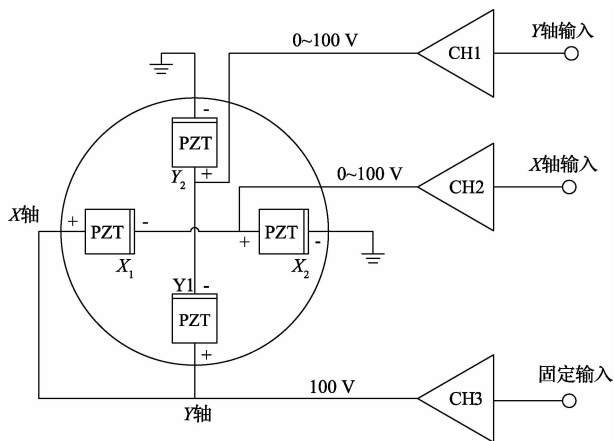 0~100 V
CH1
Y轴输入
-
PZT
Y₂
+
0~100 V
CH2
X轴输入
X轴
+
PZT
-
X₁
+
PZT
-
X₂
Y1
-
PZT
+
100 V
CH3
固定输入
Y轴